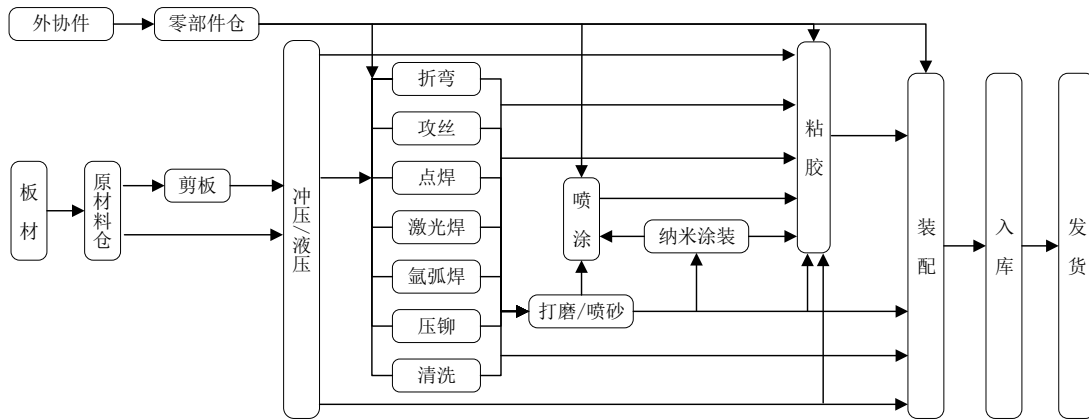 外协件
零部件仓
折弯
攻丝
点焊
激光焊
氩弧焊
压铆
清洗
板材
原材料仓
剪板
冲压/液压
喷涂
纳米涂装
打磨/喷砂
粘胶
装配
入库
发货